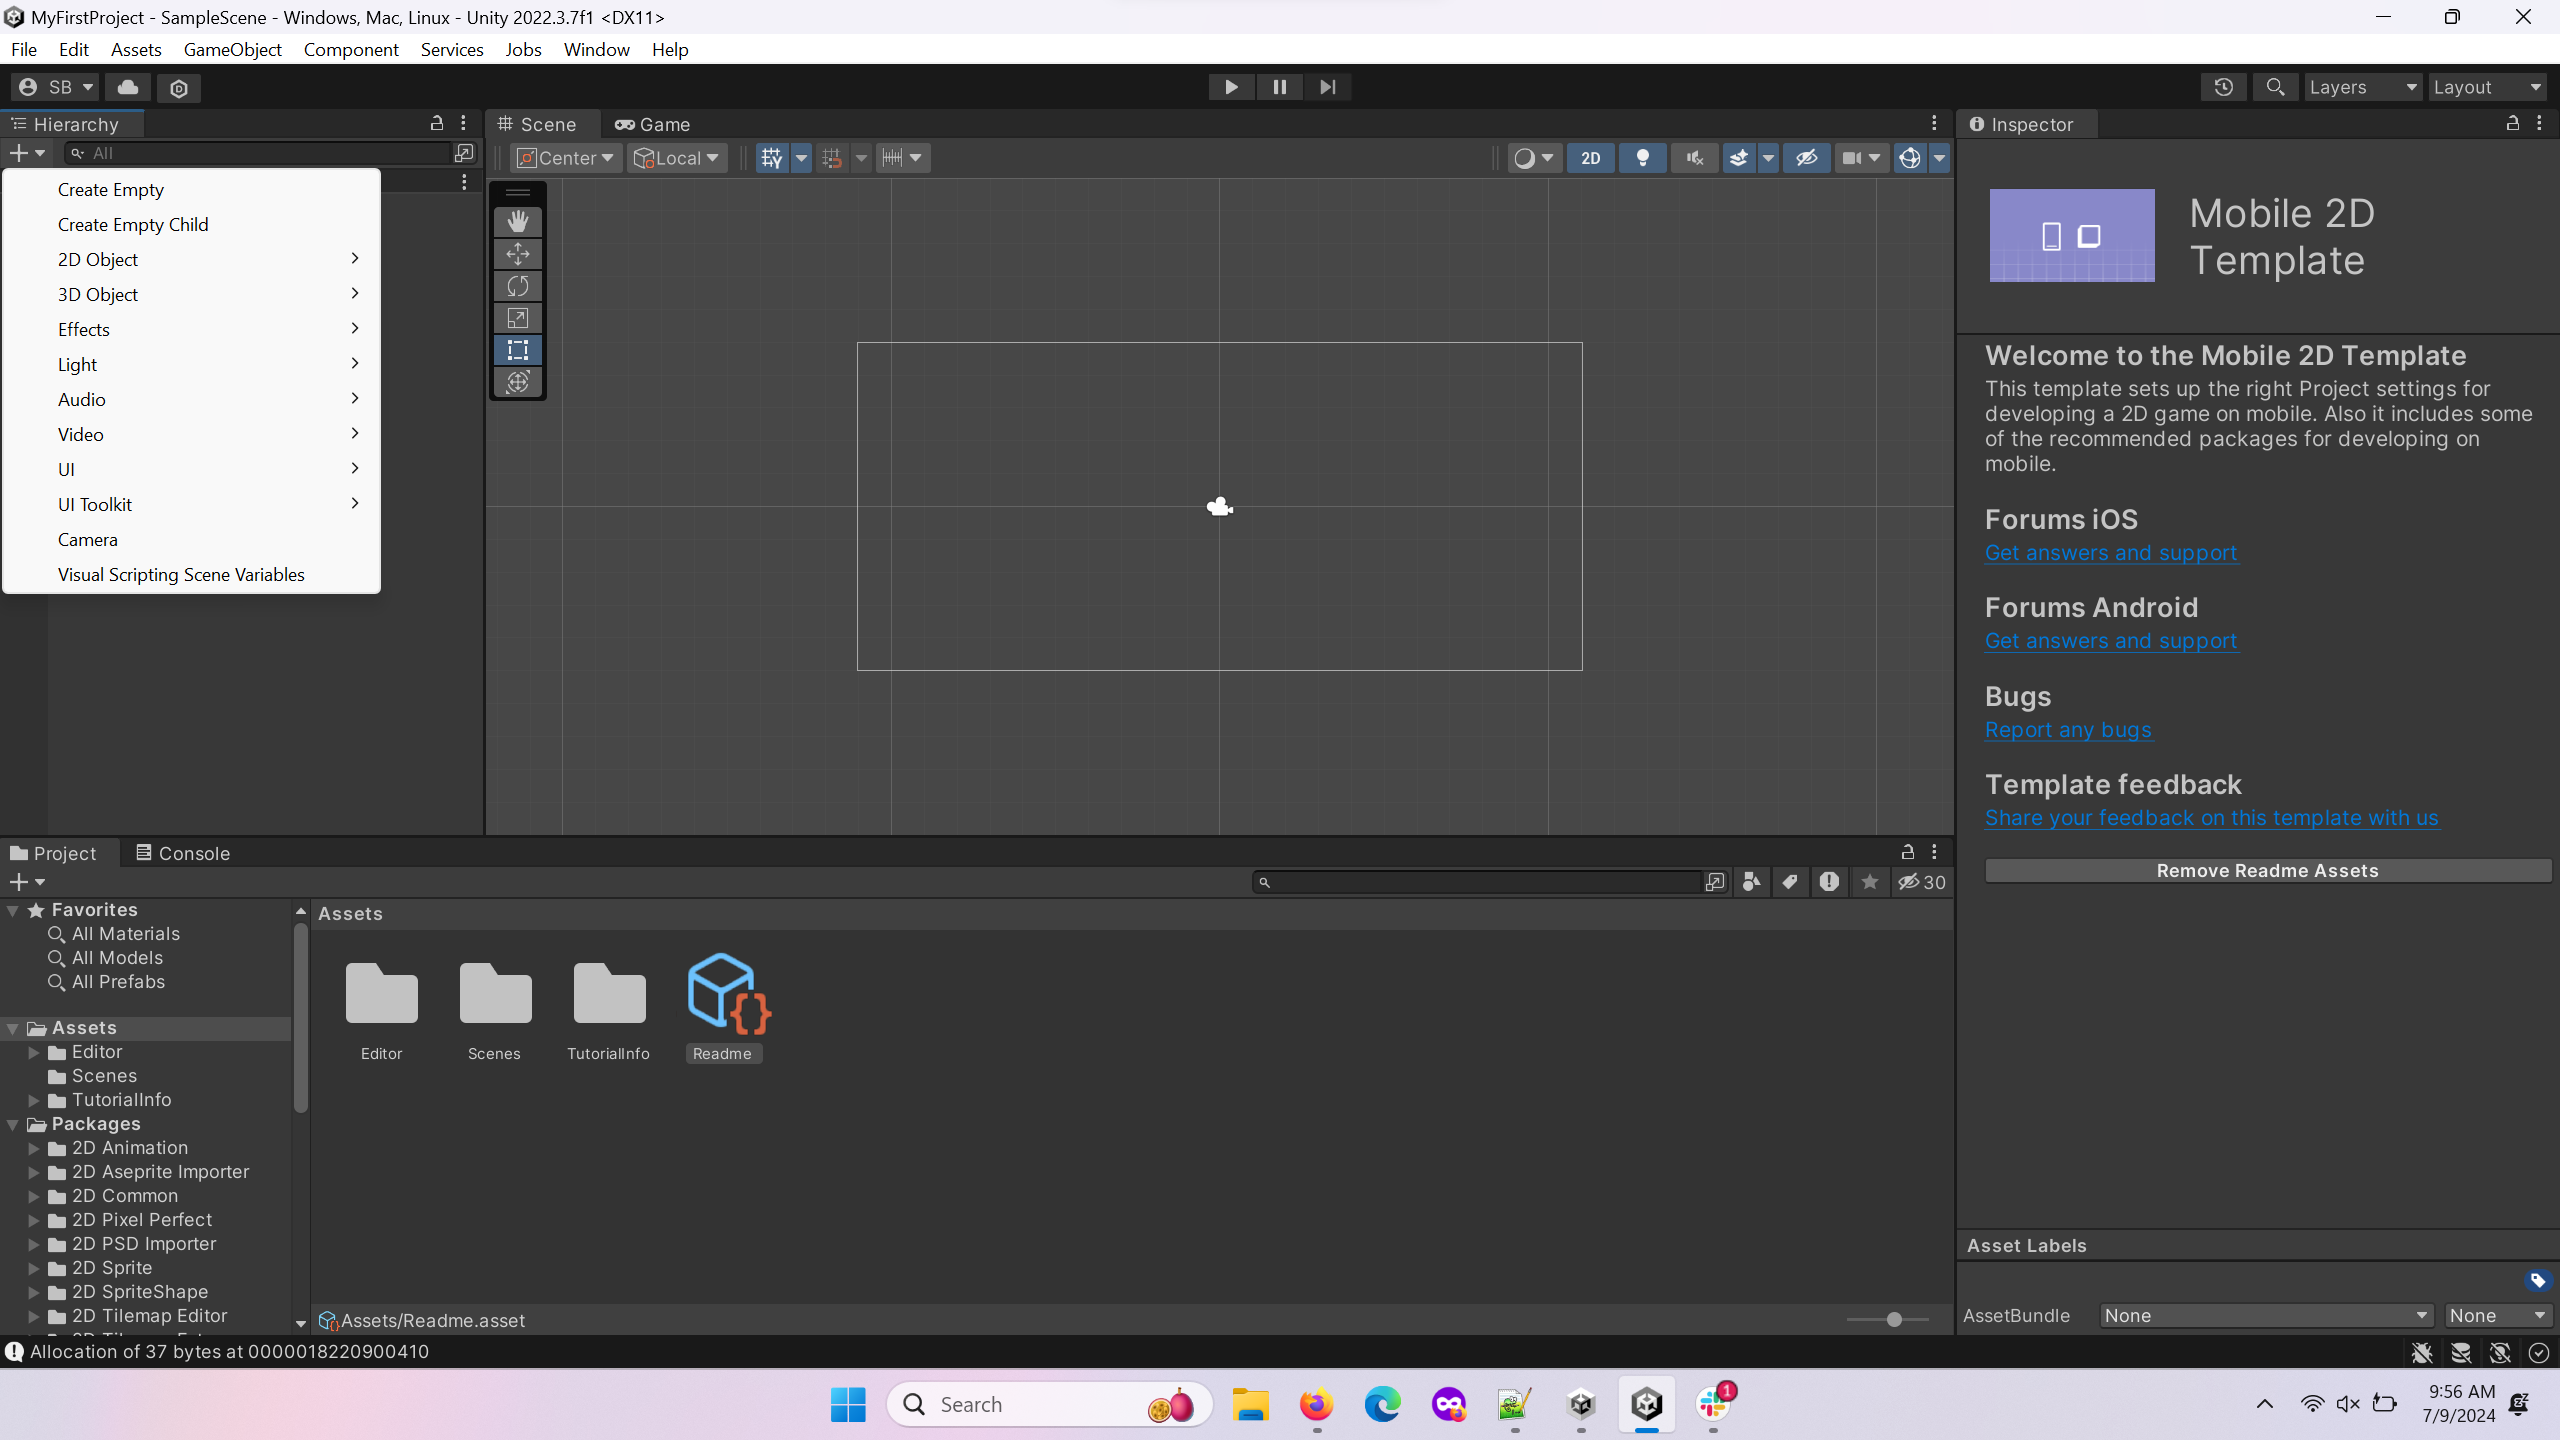 MyFirstProject - SampleScene - Windows, Mac, Linux - Unity 2022.3.7f1 <DX11>
File Edit Assets GameObject Component Services Jobs Window Help
SB
Layers
Layout
Hierarchy
Scene
Game
Inspector
All
Center
Local
2D
Create Empty
Create Empty Child
2D Object
3D Object
Effects
Light
Audio
Video
UI
UI Toolkit
Camera
Visual Scripting Scene Variables
Mobile 2D
Template
Welcome to the Mobile 2D Template
This template sets up the right Project settings for
developing a 2D game on mobile. Also it includes some
of the recommended packages for developing on
mobile.
Forums iOS
Get answers and support
Forums Android
Get answers and support
Bugs
Report any bugs
Template feedback
Share your feedback on this template with us
Remove Readme Assets
Project
Console
30
Favorites
All Materials
All Models
All Prefabs
Assets
Editor
Scenes
TutorialInfo
Packages
2D Animation
2D Aseprite Importer
2D Common
2D Pixel Perfect
2D PSD Importer
2D Sprite
2D SpriteShape
2D Tilemap Editor
Assets
Editor
Scenes
TutorialInfo
Readme
Assets/Readme.asset
Asset Labels
AssetBundle
None
None
Allocation of 37 bytes at 0000018220900410
Search
1
9:56 AM
7/9/2024